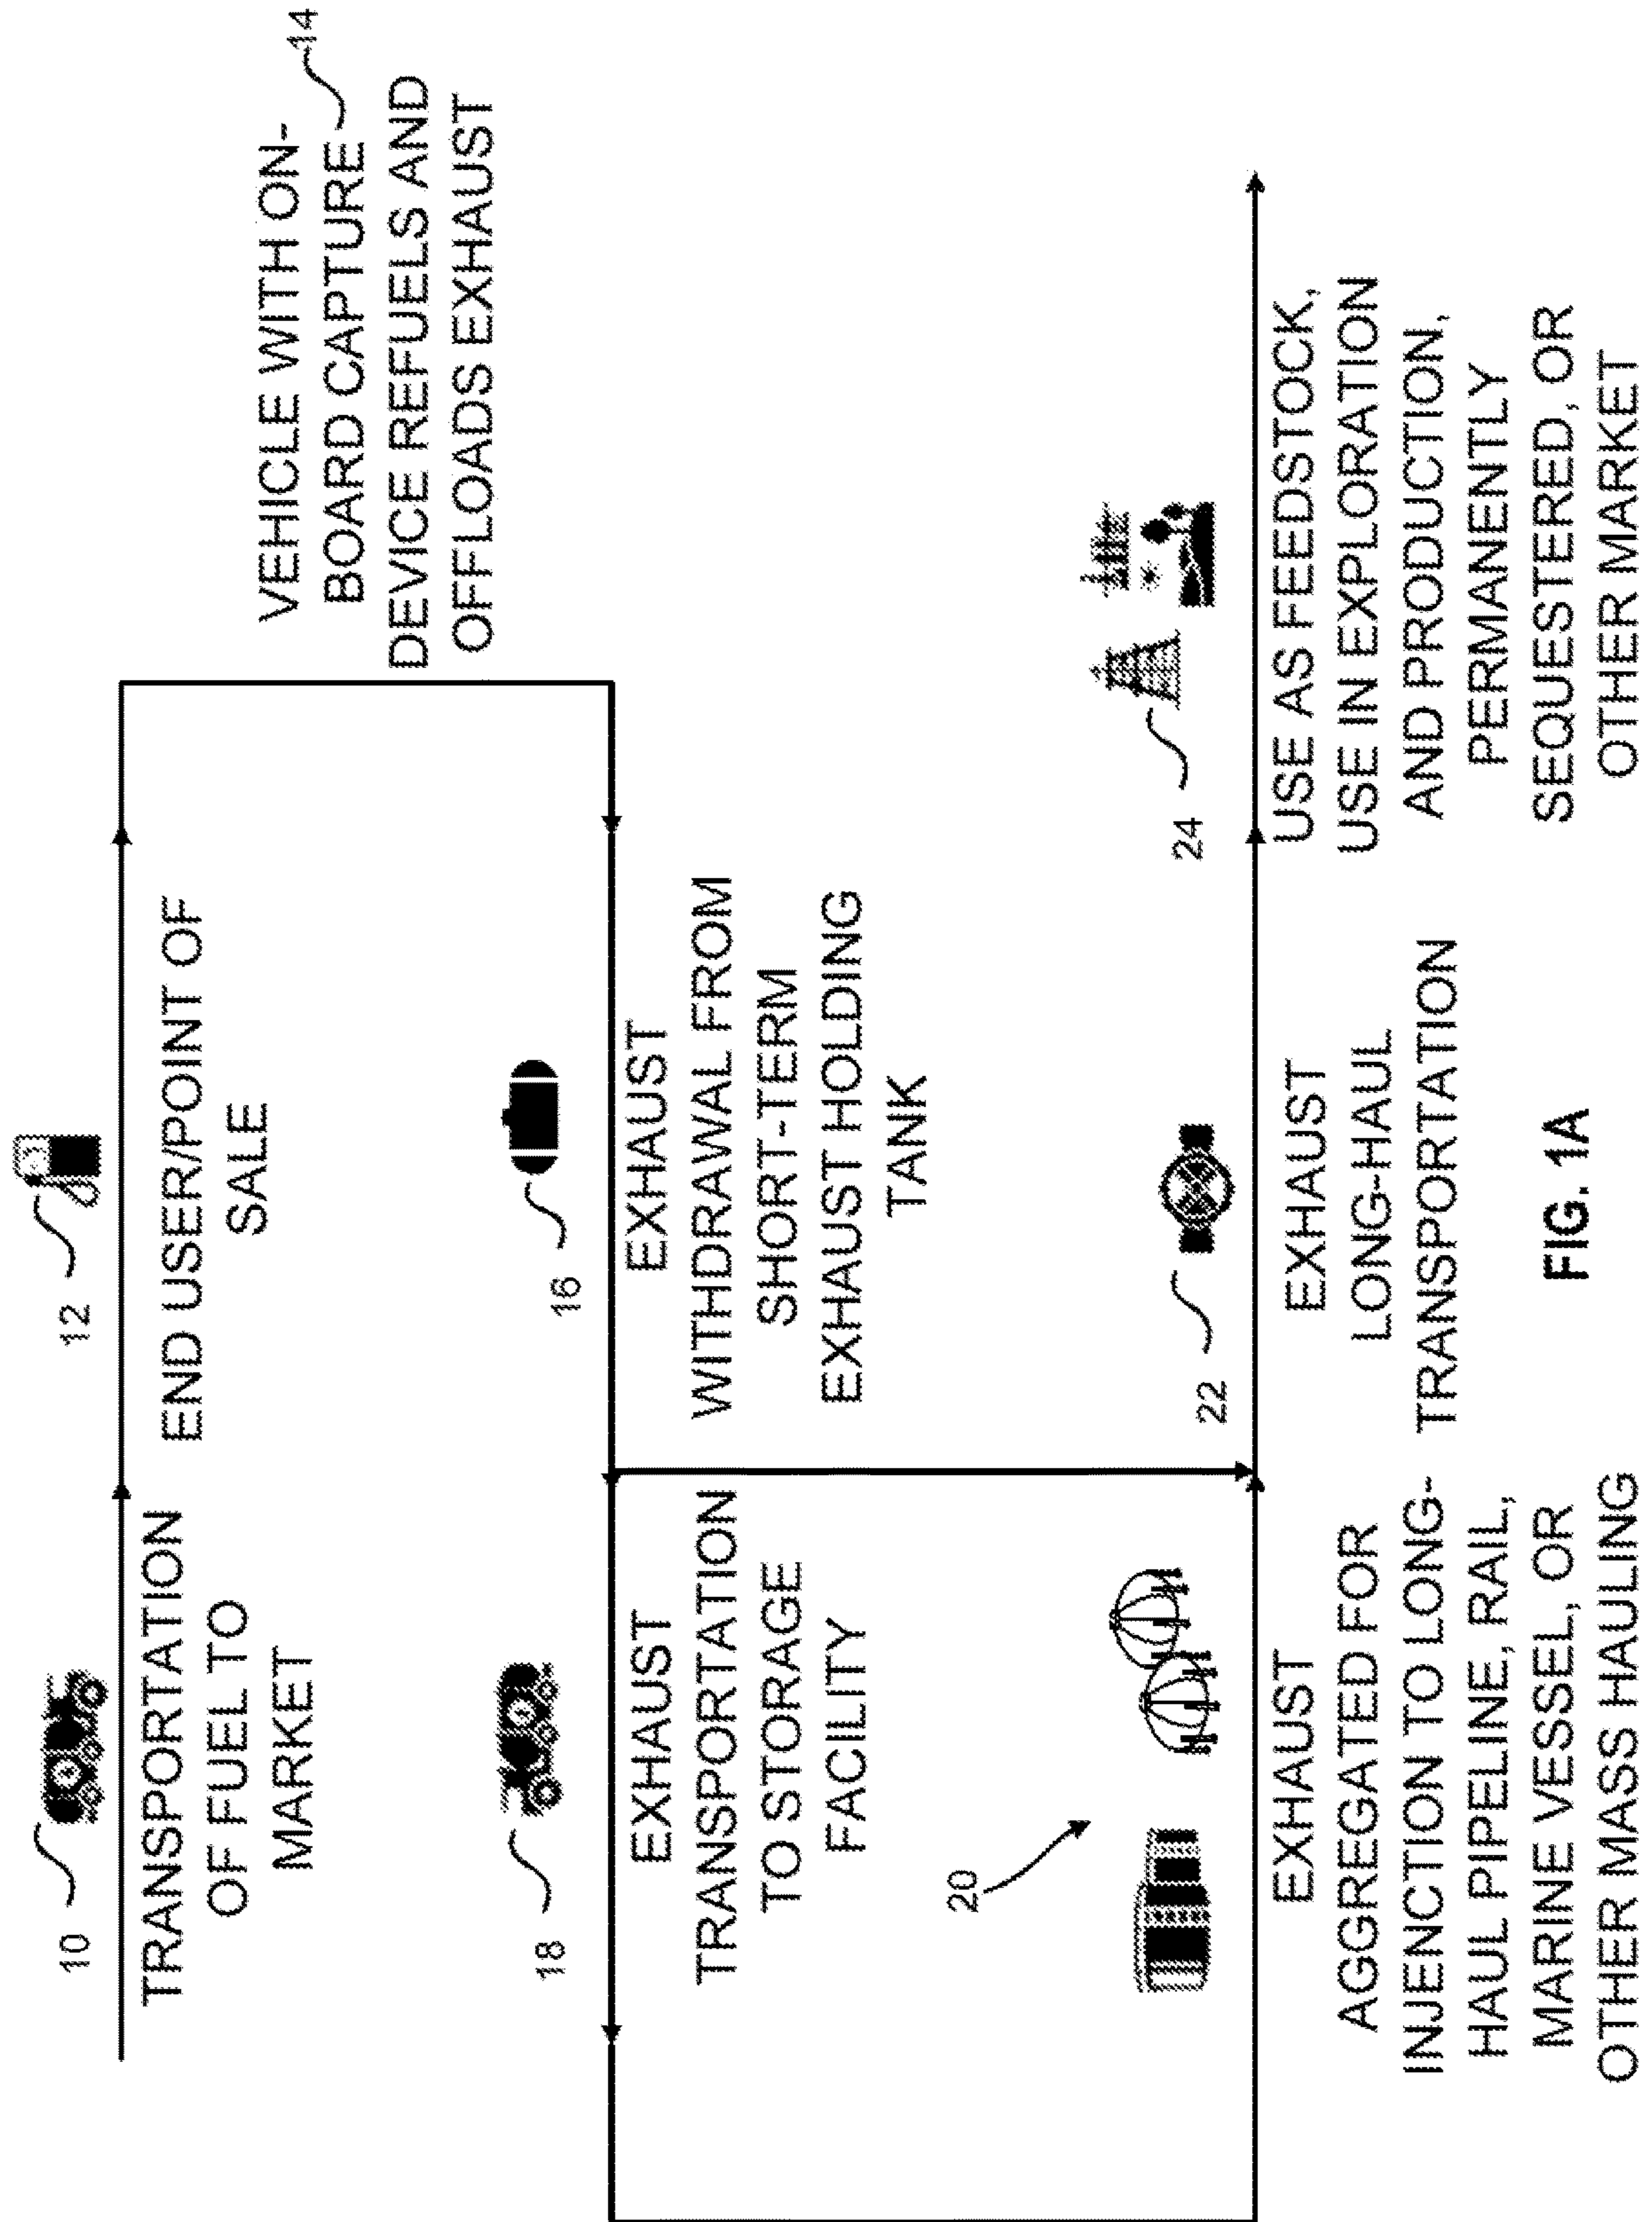 10
TRANSPORTATION
OF FUEL TO
MARKET
12
END USER/POINT OF
SALE
VEHICLE WITH ON-
BOARD CAPTURE
DEVICE REFUELS AND
OFFLOADS EXHAUST
14
18
EXHAUST
TRANSPORTATION
TO STORAGE
FACILITY
16
EXHAUST
WITHDRAWAL FROM
SHORT-TERM
EXHAUST HOLDING
TANK
20
EXHAUST
AGGREGATED FOR
INJENCTION TO LONG-
HAUL PIPELINE, RAIL,
MARINE VESSEL, OR
OTHER MASS HAULING
22
EXHAUST
LONG-HAUL
TRANSPORTATION
24
USE AS FEEDSTOCK,
USE IN EXPLORATION
AND PRODUCTION,
PERMANENTLY
SEQUESTERED, OR
OTHER MARKET
FIG. 1A